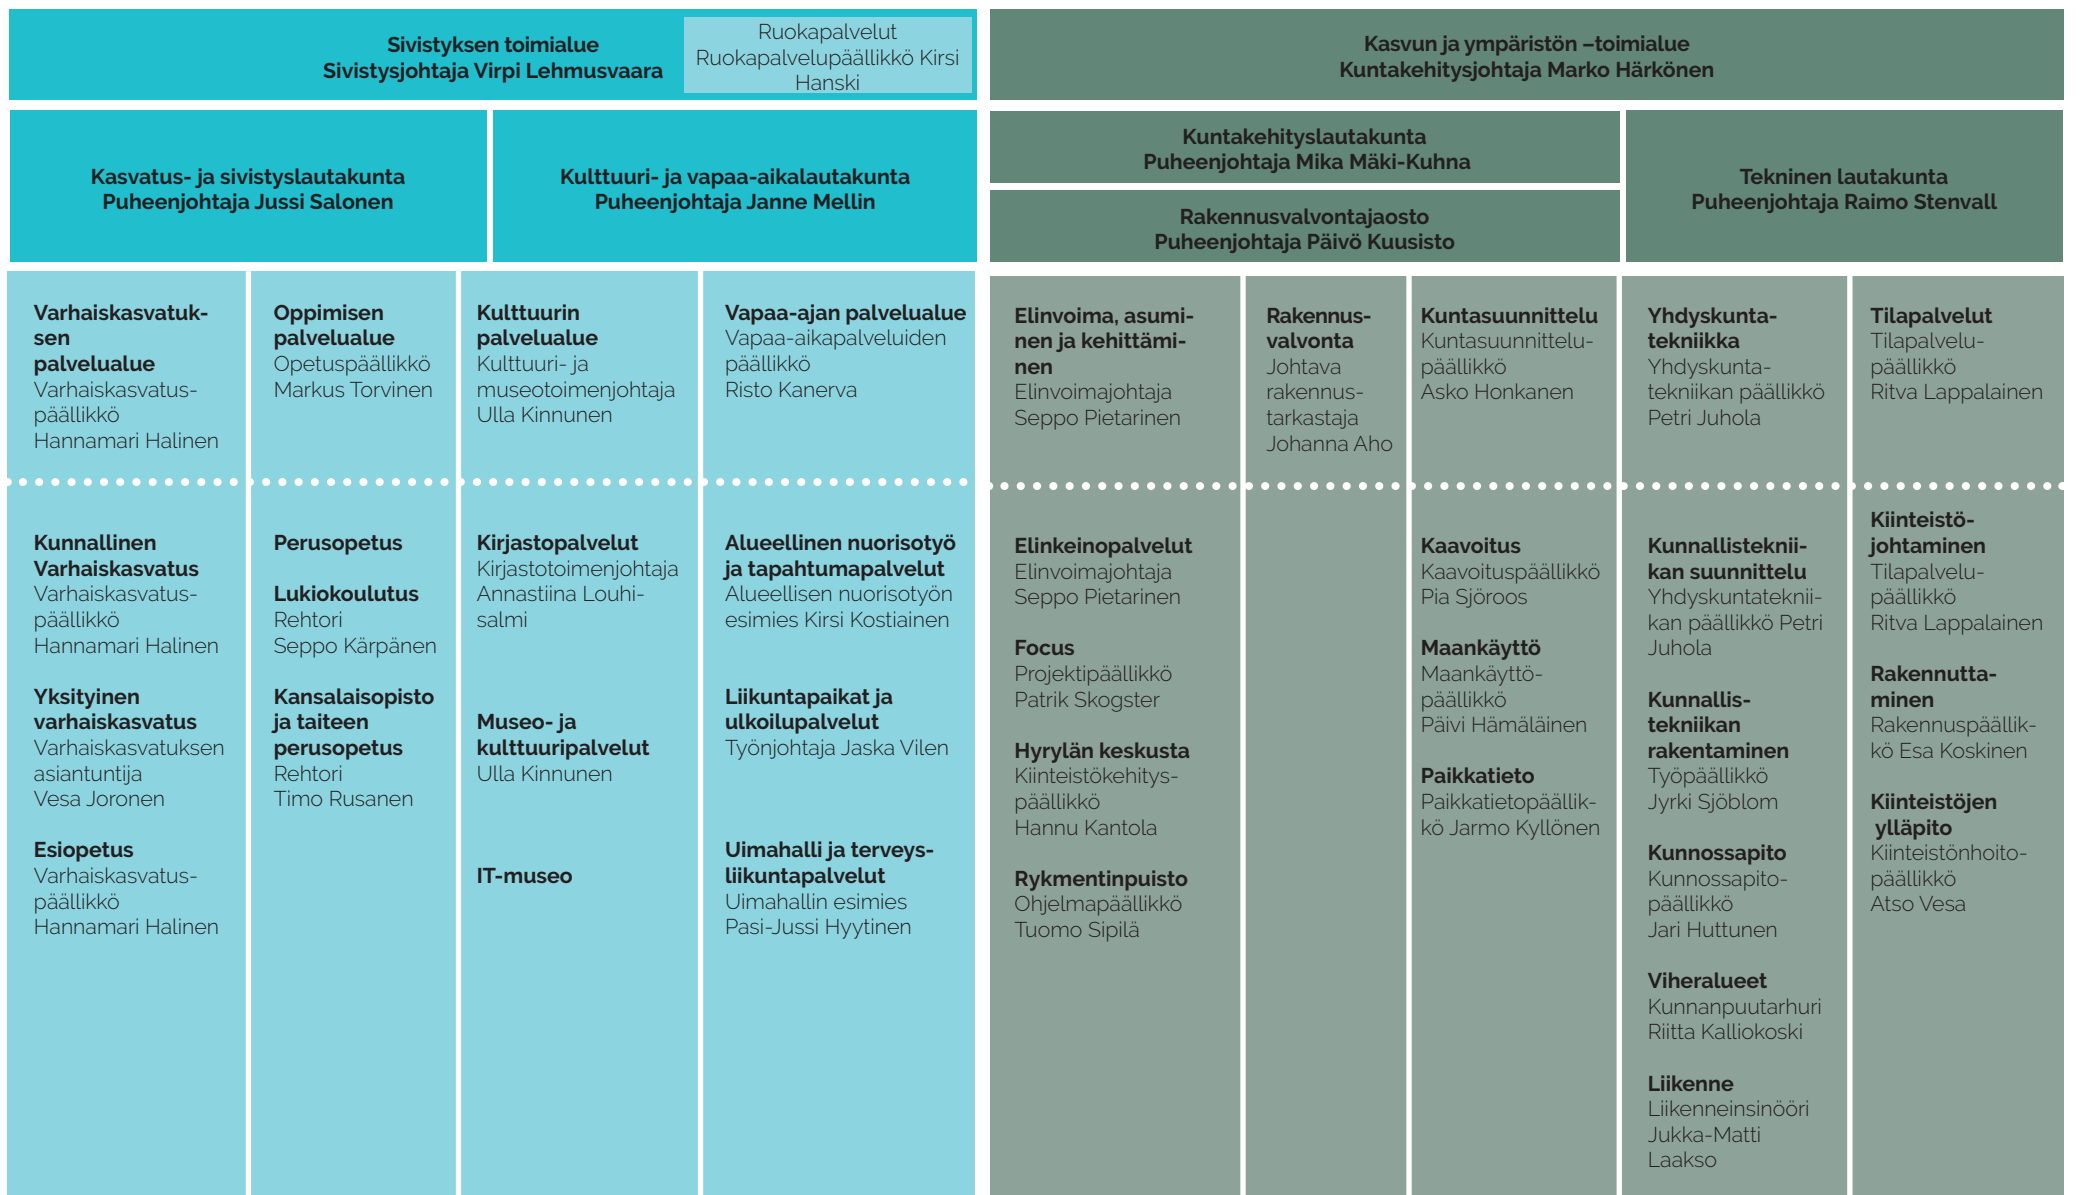 Sivistyksen toimialue
Sivistysjohtaja Virpi Lehmusvaara
Ruokapalvelut
Ruokapalvelupäällikkö Kirsi
Hanski
Kasvun ja ympäristön –toimialue
Kuntakehitysjohtaja Marko Härkönen
Kasvatus- ja sivistyslautakunta
Puheenjohtaja Jussi Salonen
Kulttuuri- ja vapaa-aikalautakunta
Puheenjohtaja Janne Mellin
Kuntakehityslautakunta
Puheenjohtaja Mika Mäki-Kuhna
Rakennusvalvontajaosto
Puheenjohtaja Päivö Kuusisto
Tekninen lautakunta
Puheenjohtaja Raimo Stenvall
Varhaiskasvatuk-
sen
palvelualue
Varhaiskasvatus-
päällikkö
Hannamari Halinen
Kunnallinen
Varhaiskasvatus
Varhaiskasvatus-
päällikkö
Hannamari Halinen
Yksityinen
varhaiskasvatus
Varhaiskasvatuksen
asiantuntija
Vesa Joronen
Esiopetus
Varhaiskasvatus-
päällikkö
Hannamari Halinen
Oppimisen
palvelualue
Opetuspäällikkö
Markus Torvinen
Perusopetus
Lukiokoulutus
Rehtori
Seppo Kärpänen
Kansalaisopisto
ja taiteen
perusopetus
Rehtori
Timo Rusanen
Kulttuurin
palvelualue
Kulttuuri- ja
museotoimenjohtaja
Ulla Kinnunen
Kirjastopalvelut
Kirjastotoimenjohtaja
Annastiina Louhi-
salmi
Museo- ja
kulttuuripalvelut
Ulla Kinnunen
IT-museo
Vapaa-ajan palvelualue
Vapaa-aikapalveluiden
päällikkö
Risto Kanerva
Alueellinen nuorisotyö
ja tapahtumapalvelut
Alueellisen nuorisotyön
esimies Kirsi Kostiainen
Liikuntapaikat ja
ulkoilupalvelut
Työnjohtaja Jaska Vilen
Uimahalli ja terveys-
liikuntapalvelut
Uimahallin esimies
Pasi-Jussi Hyytinen
Elinvoima, asumi-
nen ja kehittämi-
nen
Elinvoimajohtaja
Seppo Pietarinen
Elinkeinopalvelut
Elinvoimajohtaja
Seppo Pietarinen
Focus
Projektipäällikkö
Patrik Skogster
Hyrylän keskusta
Kiinteistökehitys-
päällikkö
Hannu Kantola
Rykmentinpuisto
Ohjelmapäällikkö
Tuomo Sipilä
Rakennus-
valvonta
Johtava
rakennus-
tarkastaja
Johanna Aho
Kuntasuunnittelu
Kuntasuunnittelu-
päällikkö
Asko Honkanen
Kaavoitus
Kaavoituspäällikkö
Pia Sjöroos
Maankäyttö
Maankäyttö-
päällikkö
Päivi Hämäläinen
Paikkatieto
Paikkatietopäällik-
kö Jarmo Kyllönen
Yhdyskunta-
tekniikka
Yhdyskunta-
tekniikan päällikkö
Petri Juhola
Kunnallistekniі-
kan suunnittelu
Yhdyskuntatekniі-
kan päällikkö Petri
Juhola
Kunnallis-
tekniikan
rakentaminen
Työpäällikkö
Jyrki Sjöblom
Kunnossapito
Kunnossapito-
päällikkö
Jari Huttunen
Viheralueet
Kunnanpuutarhuri
Riitta Kalliokoski
Liikenne
Liikenneinsinööri
Jukka-Matti
Laakso
Tilapalvelut
Tilapalvelu-
päällikkö
Ritva Lappalainen
Kiinteistö-
johtaminen
Tilapalvelu-
päällikkö
Ritva Lappalainen
Rakennutta-
minen
Rakennuspäällik-
kö Esa Koskinen
Kiinteistöjen
ylläpito
Kiinteistönhoito-
päällikkö
Atso Vesa